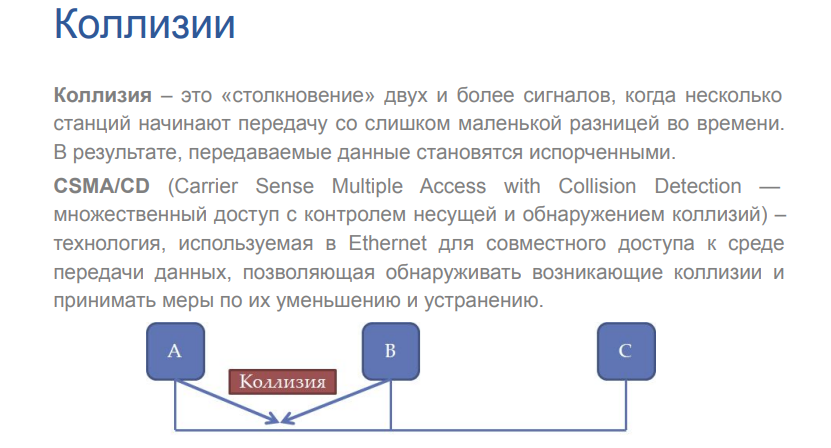 Коллизии
Коллизия – это «столкновение» двух и более сигналов, когда несколько
станций начинают передачу со слишком маленькой разницей во времени.
В результате, передаваемые данные становятся испорченными.
CSMA/CD (Carrier Sense Multiple Access with Collision Detection —
множественный доступ с контролем несущей и обнаружением коллизий) –
технология, используемая в Ethernet для совместного доступа к среде
передачи данных, позволяющая обнаруживать возникающие коллизии и
принимать меры по их уменьшению и устранению.
A
B
C
Коллизия